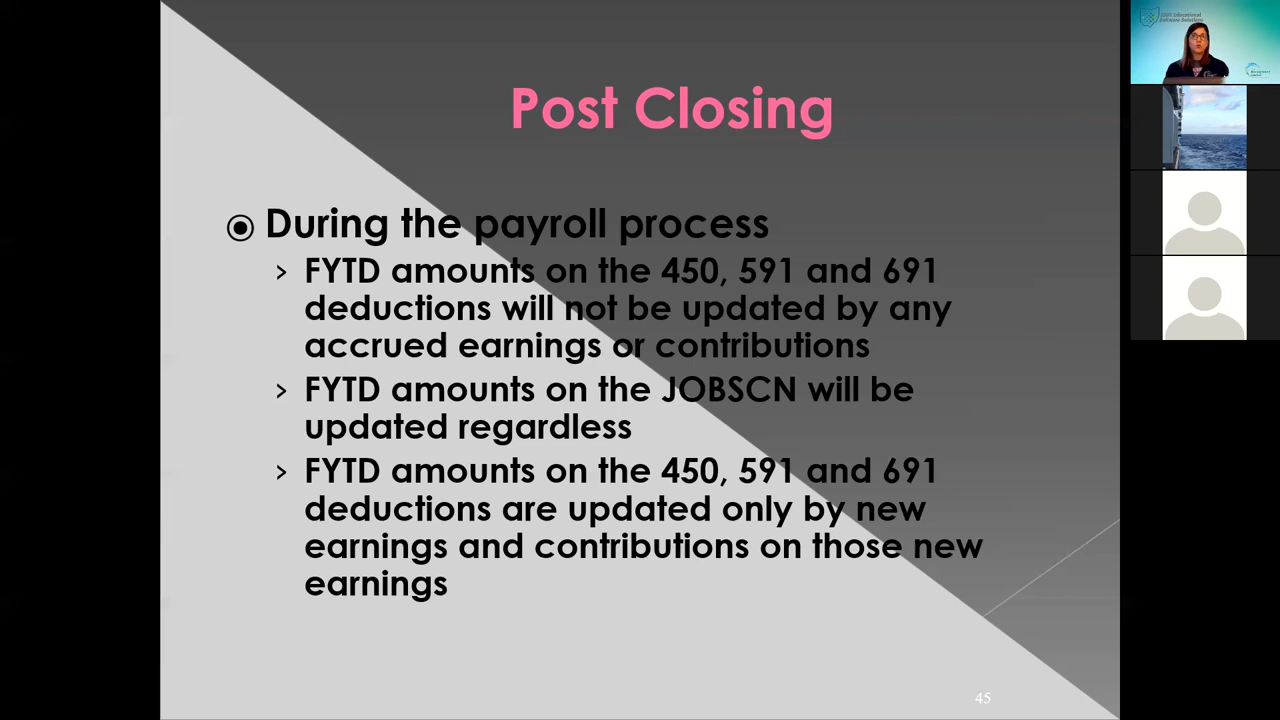 Post Closing
During the payroll process
FYTD amounts on the 450, 591 and 691
deductions will not be updated by any
accrued earnings or contributions
FYTD amounts on the JOBSCN will be
updated regardless
FYTD amounts on the 450, 591 and 691
deductions are updated only by new
earnings and contributions on those new
earnings
45